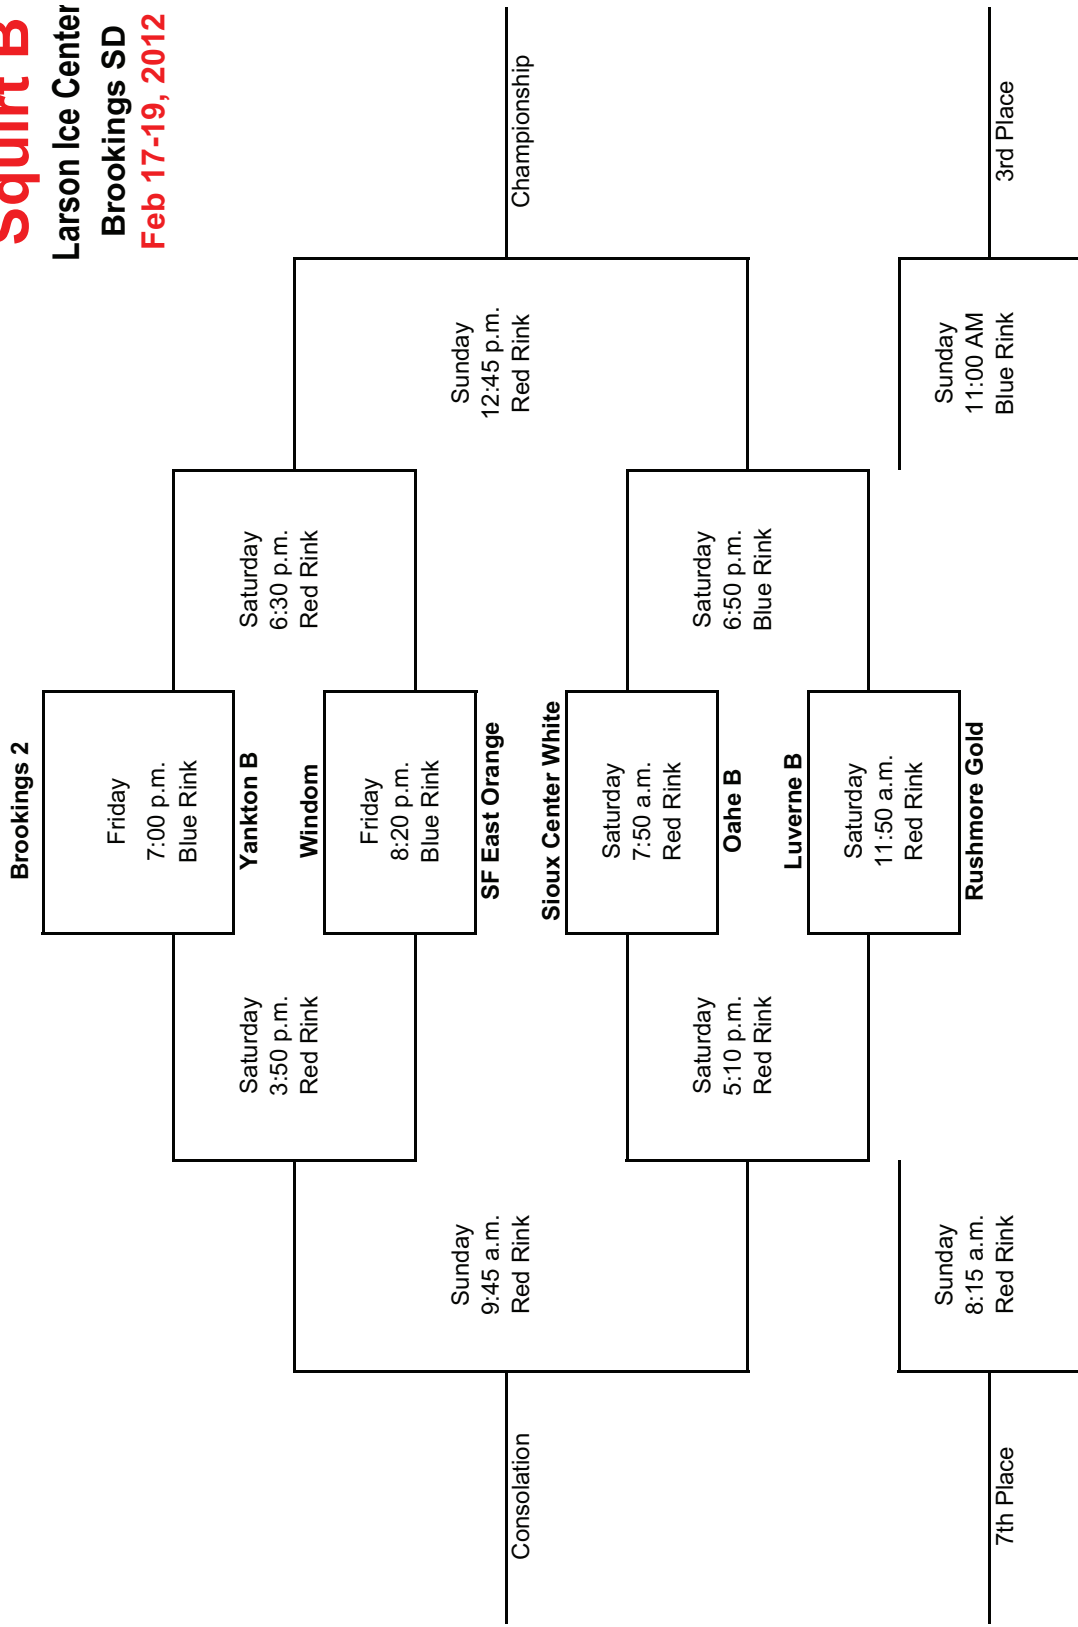 Squirt B
Larson Ice Center
Brookings SD
Feb 17-19, 2012
Brookings 2
Friday
7:00 p.m.
Blue Rink
Yankton B
Windom
Friday
8:20 p.m.
Blue Rink
SF East Orange
Sioux Center White
Saturday
7:50 a.m.
Red Rink
Oahe B
Luverne B
Saturday
11:50 a.m.
Red Rink
Rushmore Gold
Saturday
3:50 p.m.
Red Rink
Saturday
5:10 p.m.
Red Rink
Saturday
6:30 p.m.
Red Rink
Saturday
6:50 p.m.
Blue Rink
Sunday
9:45 a.m.
Red Rink
Consolation
Sunday
12:45 p.m.
Red Rink
Championship
Sunday
8:15 a.m.
Red Rink
7th Place
Sunday
11:00 AM
Blue Rink
3rd Place